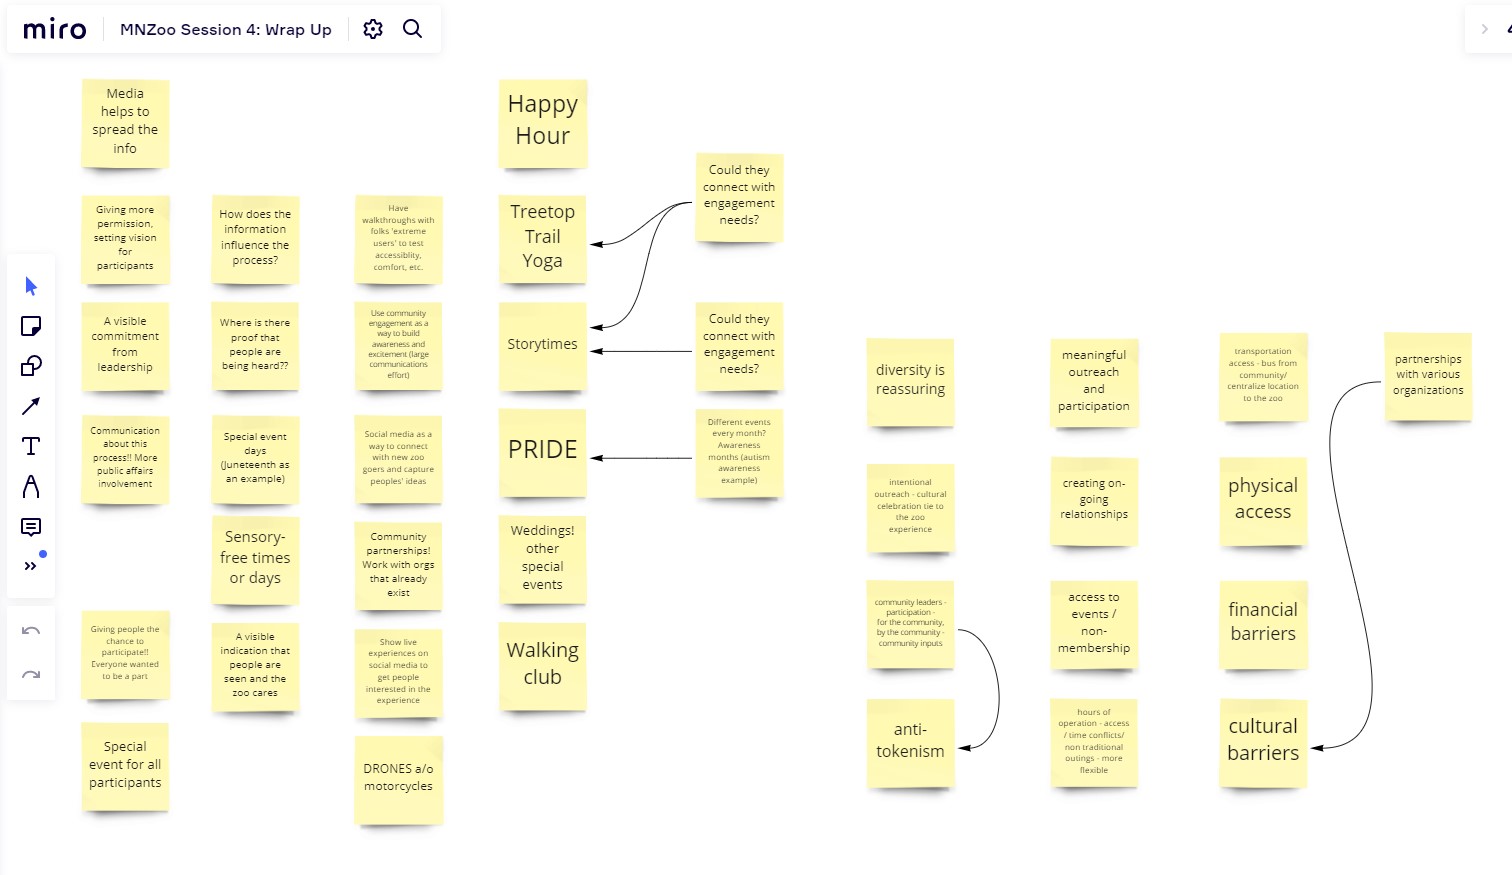 miro
MNZoo Session 4: Wrap Up
Media
helps to
spread the
info
Giving more
permission,
setting vision
for
participants
A visible
commitment
from
leadership
Communication
about this
process!! More
public affairs
involvement
Giving people the
chance to
participate!!
Everyone wanted
to be a part
Special
event for all
participants
How does the
information
influence the
process?
Where is there
proof that
people are
being heard??
Special event
days
(Juneteenth as
an example)
Sensory-
free times
or days
A visible
indication that
people are
seen and the
zoo cares
Have
walkthroughs with
folks 'extreme
users' to test
accessiblity,
comfort, etc.
Use community
engagement as a
way to build
awareness and
excitement (large
communications
effort)
Social media as a
way to connect
with new zoo
goers and capture
peoples' ideas
Community
partnerships!
Work with orgs
that already
exist
Show live
experiences on
social media to
get people
interested in the
experience
DRONES a/o
motorcycles
Happy
Hour
Treetop
Trail
Yoga
Storytimes
PRIDE
Weddings!
other
special
events
Walking
club
Could they
connect with
engagement
needs?
Could they
connect with
engagement
needs?
Different events
every month?
Awareness
months (autism
awareness
example)
diversity is
reassuring
intentional
outreach - cultural
celebration tie to
the zoo
experience
community leaders -
participation -
for the community,
by the community -
community inputs
anti-
tokenism
meaningful
outreach
and
participation
creating on-
going
relationships
access to
events /
non-
membership
hours of
operation - access
/ time conflicts/
non traditional
outings - more
flexible
transportation
access - bus from
community/
centralize location
to the zoo
physical
access
financial
barriers
cultural
barriers
partnerships
with various
organizations